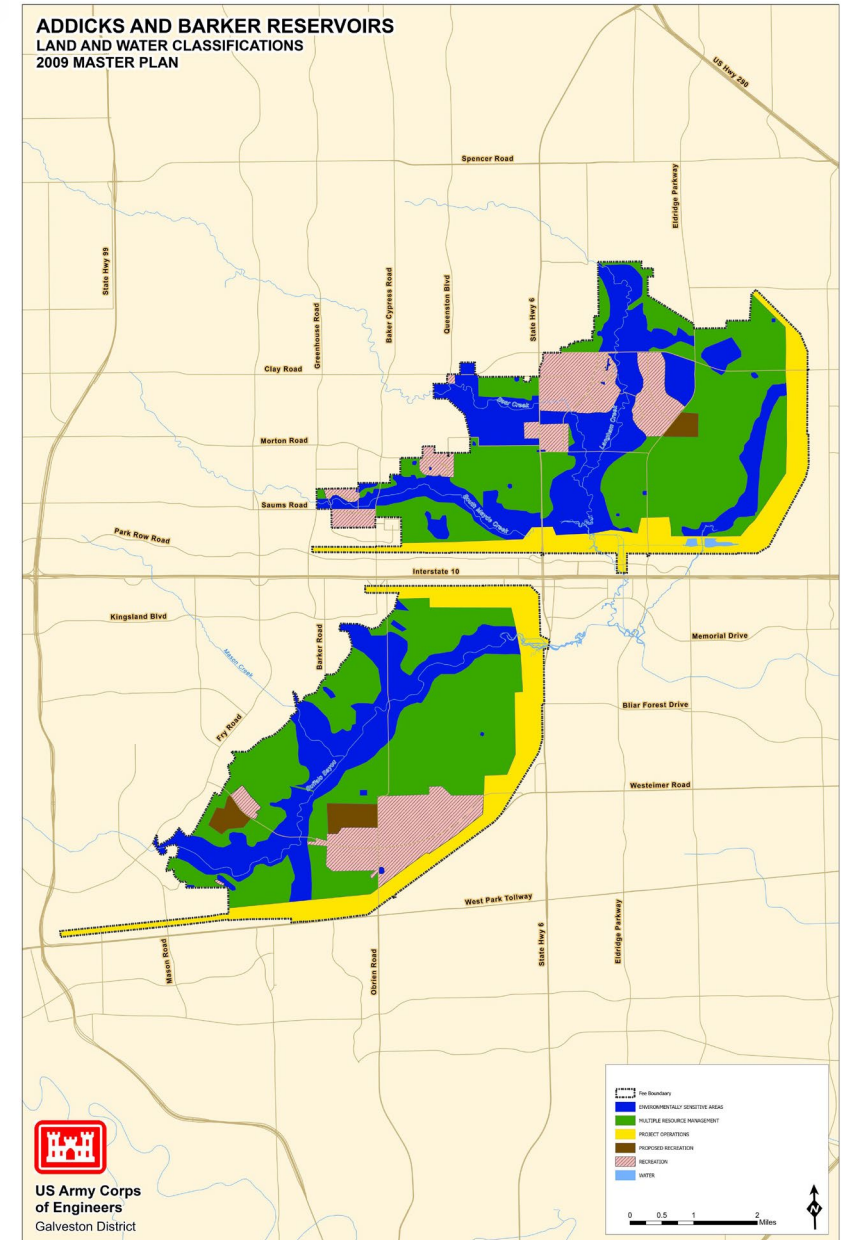 ADDICKS AND BARKER RESERVOIRS
LAND AND WATER CLASSIFICATIONS
2009 MASTER PLAN
US Hwy 290
Spencer Road
Eldridge Parkway
State Hwy 99
Greenhouse Road
Baker Cypress Road
Queenston Blvd
State Hwy 6
Clay Road
Bear Creek
Langham Creek
Morton Road
South Mayde Creek
Saums Road
Park Row Road
Interstate 10
Kingsland Blvd
Barker Road
Memorial Drive
Mason Creek
Bliar Forest Drive
Fry Road
Buffalo Bayou
Westeimer Road
West Park Tollway
Mason Road
Obrien Road
State Hwy 6
Eldridge Parkway
Fee Boundary
ENVIRONMENTALLY SENSITIVE AREAS
MULTIPLE RESOURCE MANAGEMENT
PROJECT OPERATIONS
PROPOSED RECREATION
RECREATION
WATER
N
0 0.5 1 2
Miles
US Army Corps
of Engineers
Galveston District